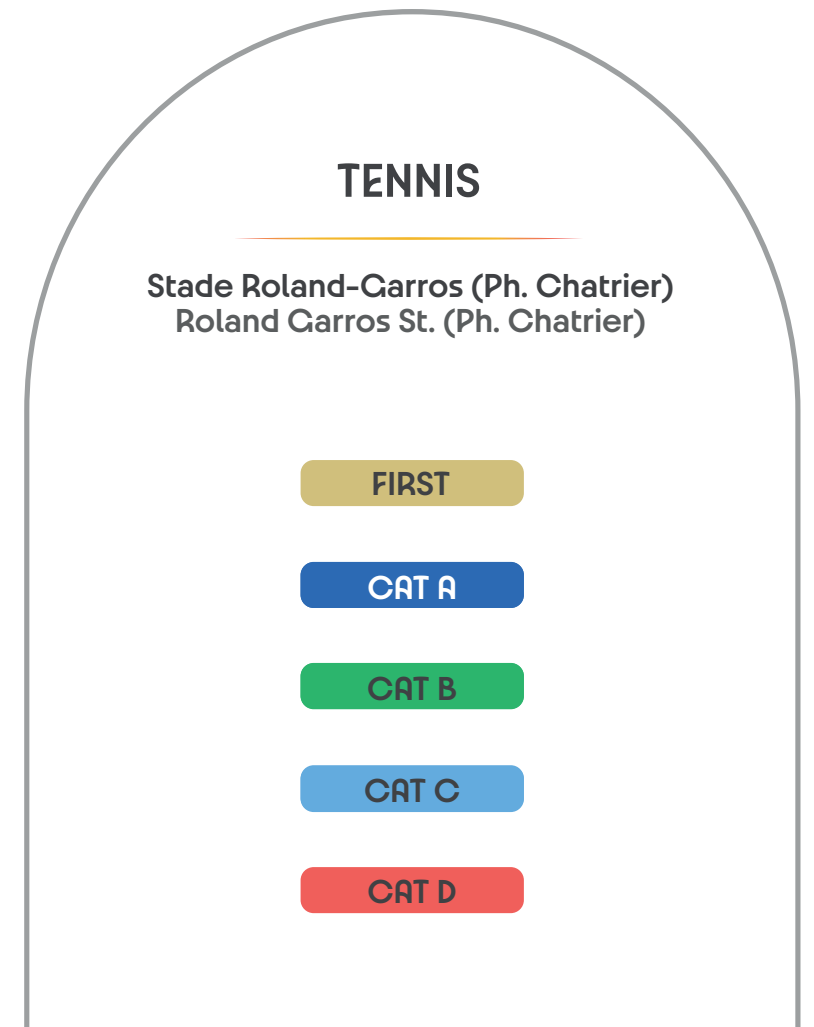 TENNIS
Stade Roland-Garros (Ph. Chatrier)
Roland Garros St. (Ph. Chatrier)
FIRST
CAT A
CAT B
CAT C
CAT D